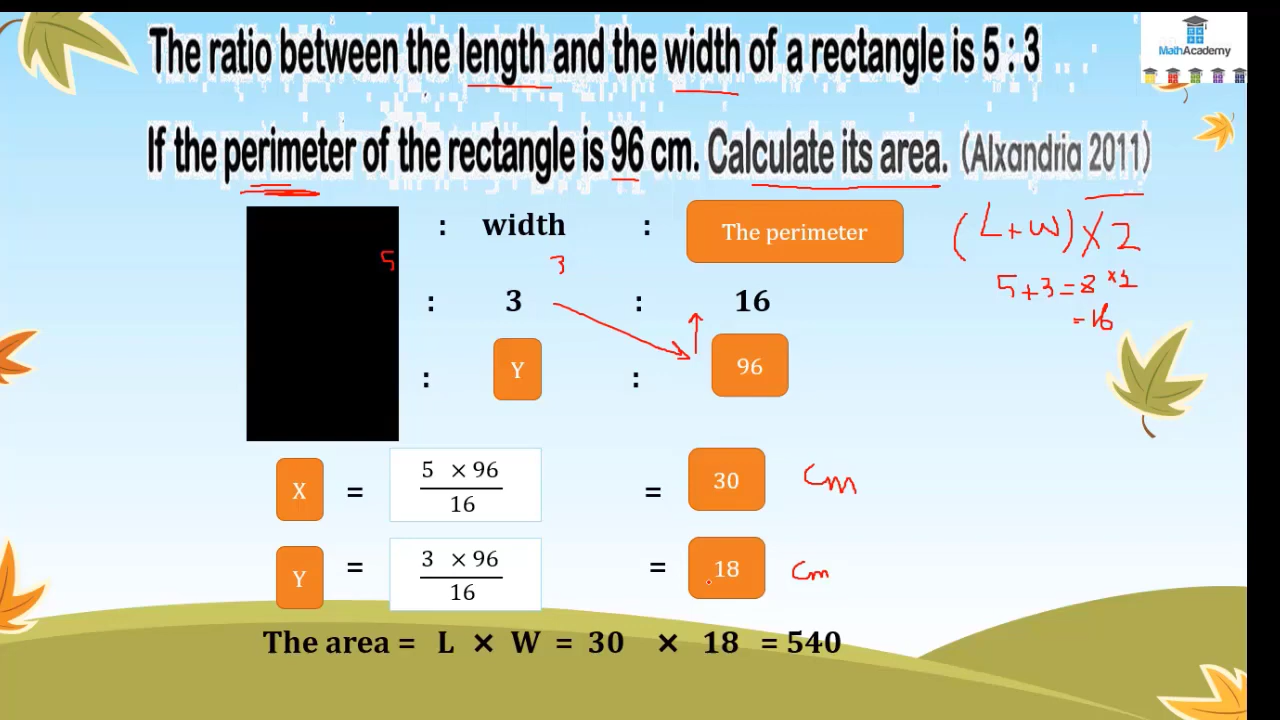 The ratio between the length and the width of a rectangle is 5 : 3
MathAcademy
If the perimeter of the rectangle is 96 cm. Calculate its area. (Alxandria 2011)
: width : The perimeter
(L+W) × 2
5 3
5+3=8 ×2
=16
: 3 : 16
: Y : 96
X = 5 × 96 / 16 = 30 cm
Y = 3 × 96 / 16 = 18 cm
The area = L × W = 30 × 18 = 540